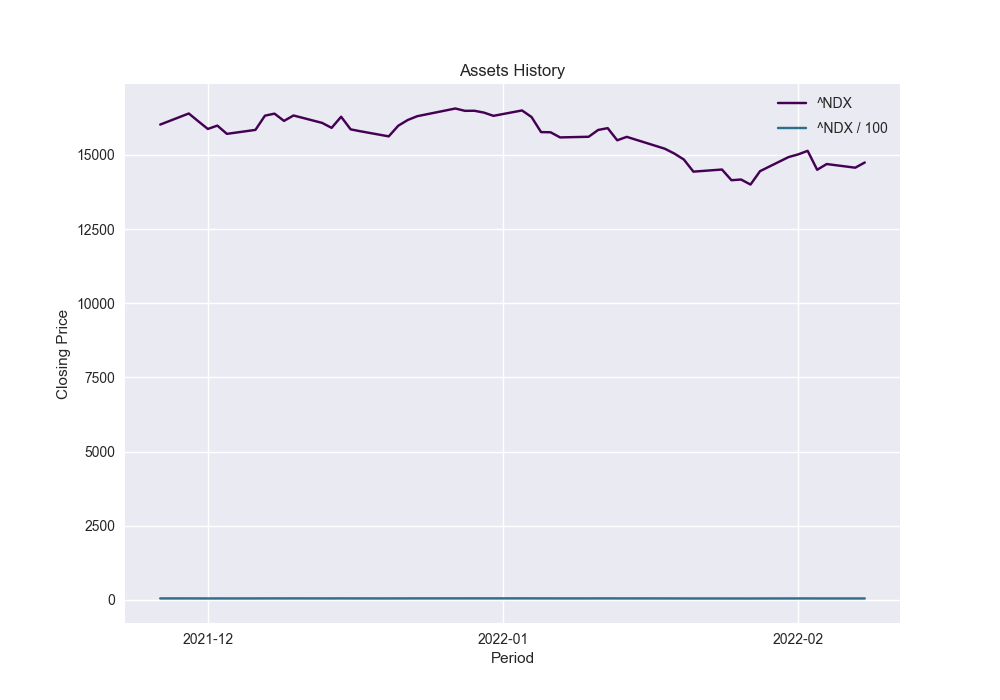 Assets History
^NDX
^NDX / 100
15000
12500
10000
7500
5000
2500
0
Closing Price
2021-12
2022-01
2022-02
Period